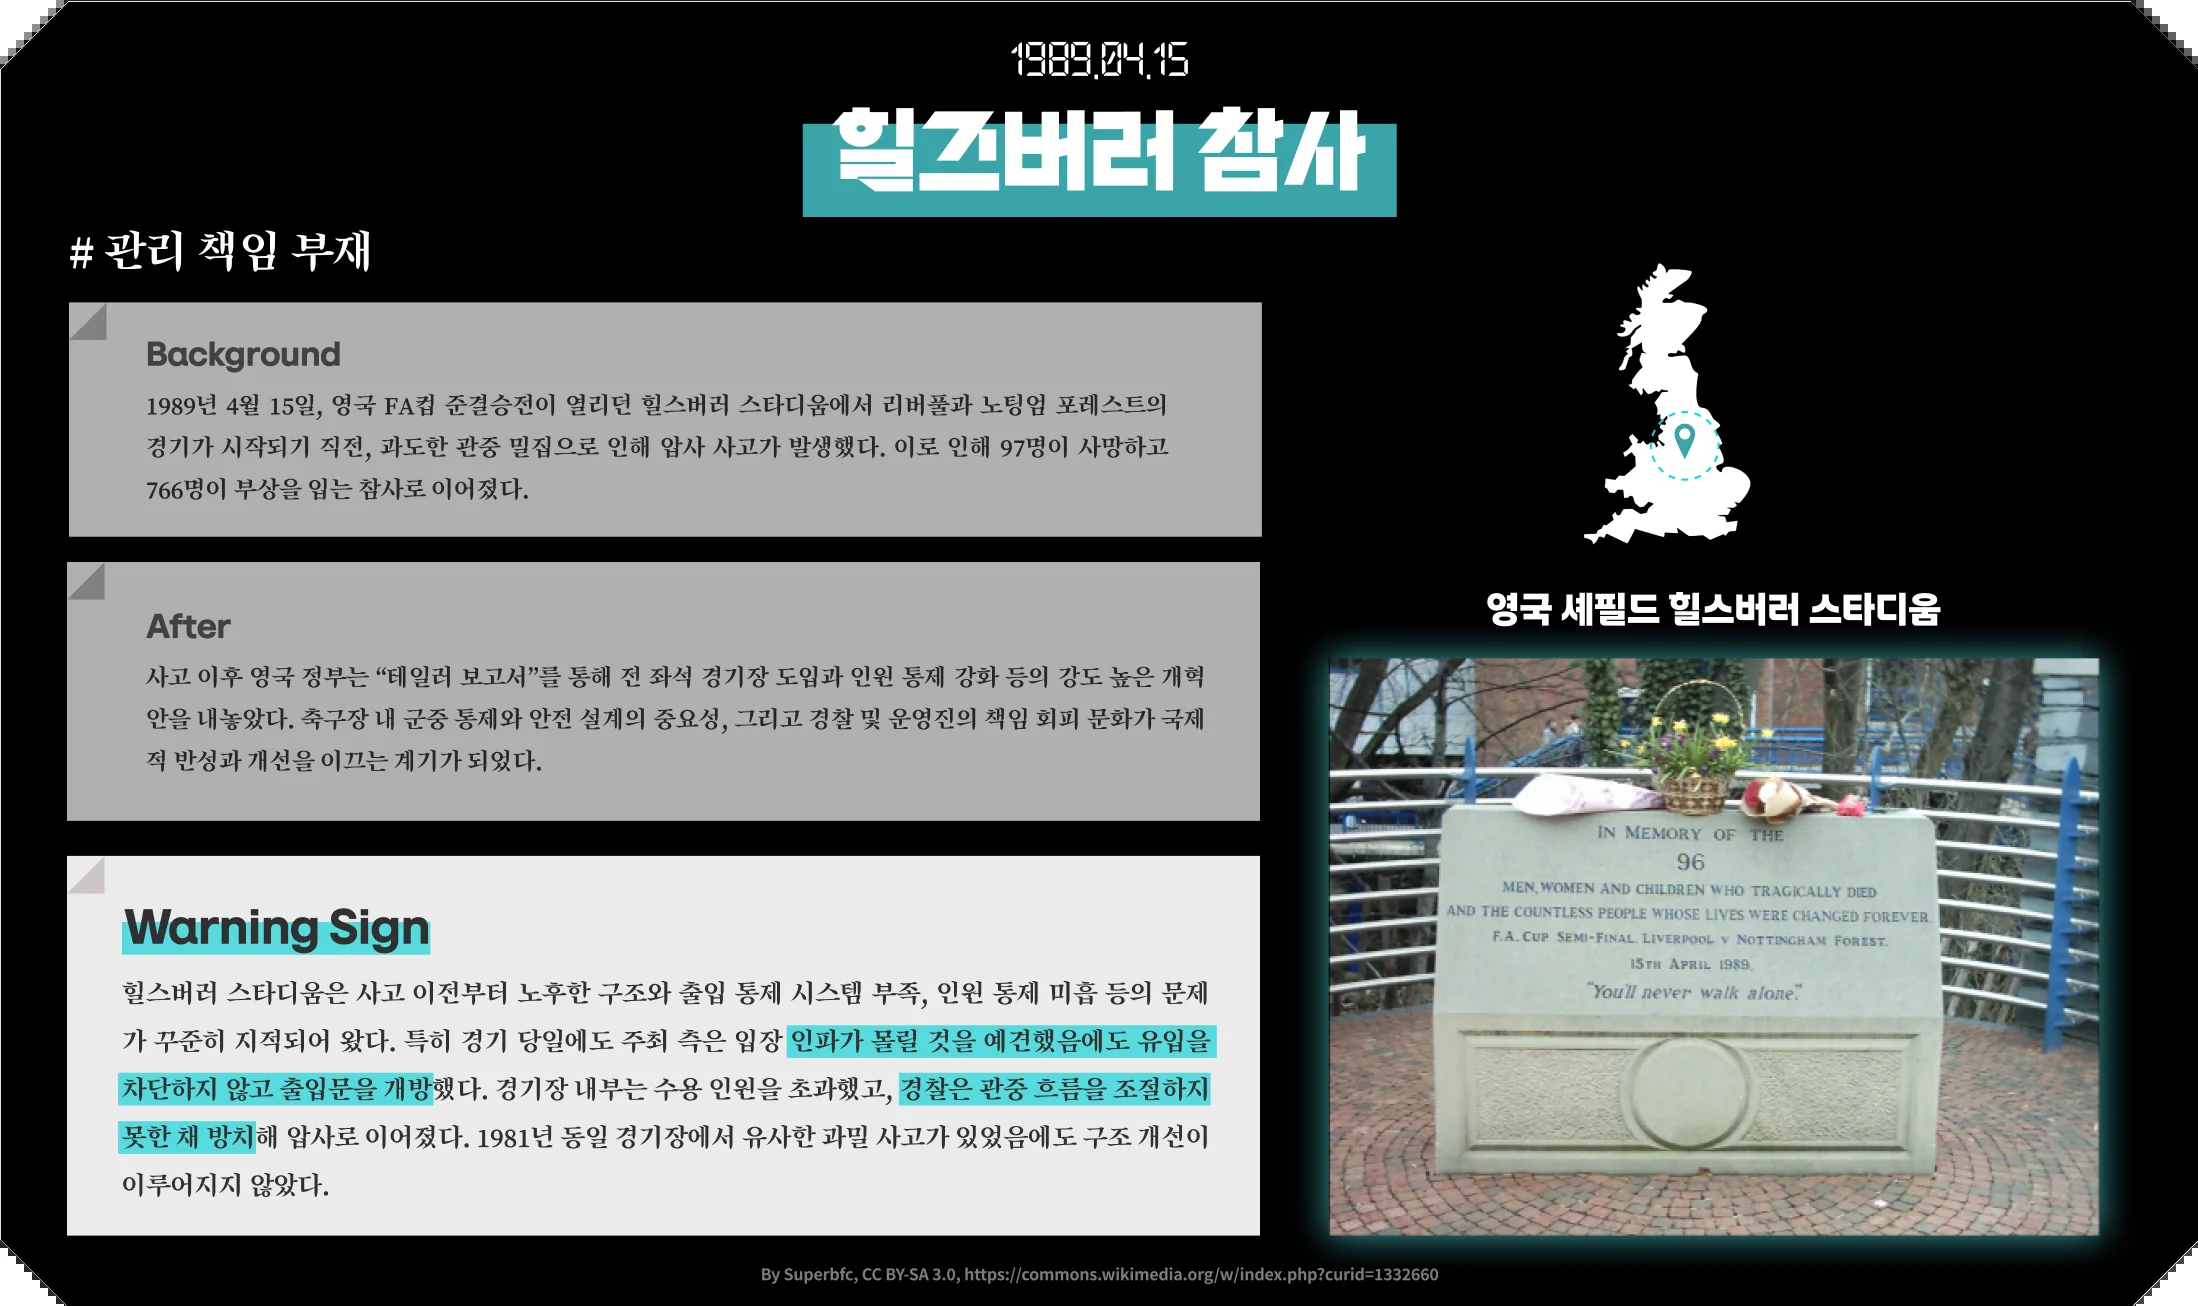 1989.04.15
힐즈버러 참사
# 관리 책임 부재
Background
1989년 4월 15일, 영국 FA컵 준결승전이 열리던 힐스버러 스타디움에서 리버풀과 노팅엄 포레스트의
경기가 시작되기 직전, 과도한 관중 밀집으로 인해 압사 사고가 발생했다. 이로 인해 97명이 사망하고
766명이 부상을 입는 참사로 이어졌다.
After
사고 이후 영국 정부는 “테일러 보고서”를 통해 전 좌석 경기장 도입과 인원 통제 강화 등의 강도 높은 개혁
안을 내놓았다. 축구장 내 군중 통제와 안전 설계의 중요성, 그리고 경찰 및 운영진의 책임 회피 문화가 국제
적 반성과 개선을 이끄는 계기가 되었다.
Warning Sign
힐스버러 스타디움은 사고 이전부터 노후한 구조와 출입 통제 시스템 부족, 인원 통제 미흡 등의 문제
가 꾸준히 지적되어 왔다. 특히 경기 당일에도 주최 측은 입장 인파가 몰릴 것을 예견했음에도 유입을
차단하지 않고 출입문을 개방했다. 경기장 내부는 수용 인원을 초과했고, 경찰은 관중 흐름을 조절하지
못한 채 방치해 압사로 이어졌다. 1981년 동일 경기장에서 유사한 과밀 사고가 있었음에도 구조 개선이
이루어지지 않았다.
영국 셰필드 힐스버러 스타디움
IN MEMORY OF THE
96
MEN, WOMEN AND CHILDREN WHO TRAGICALLY DIED
AND THE COUNTLESS PEOPLE WHOSE LIVES WERE CHANGED FOREVER.
F.A. CUP SEMI-FINAL. LIVERPOOL V NOTTINGHAM FOREST.
15TH APRIL 1989.
"You'll never walk alone."
By Superbfc, CC BY-SA 3.0, https://commons.wikimedia.org/w/index.php?curid=1332660